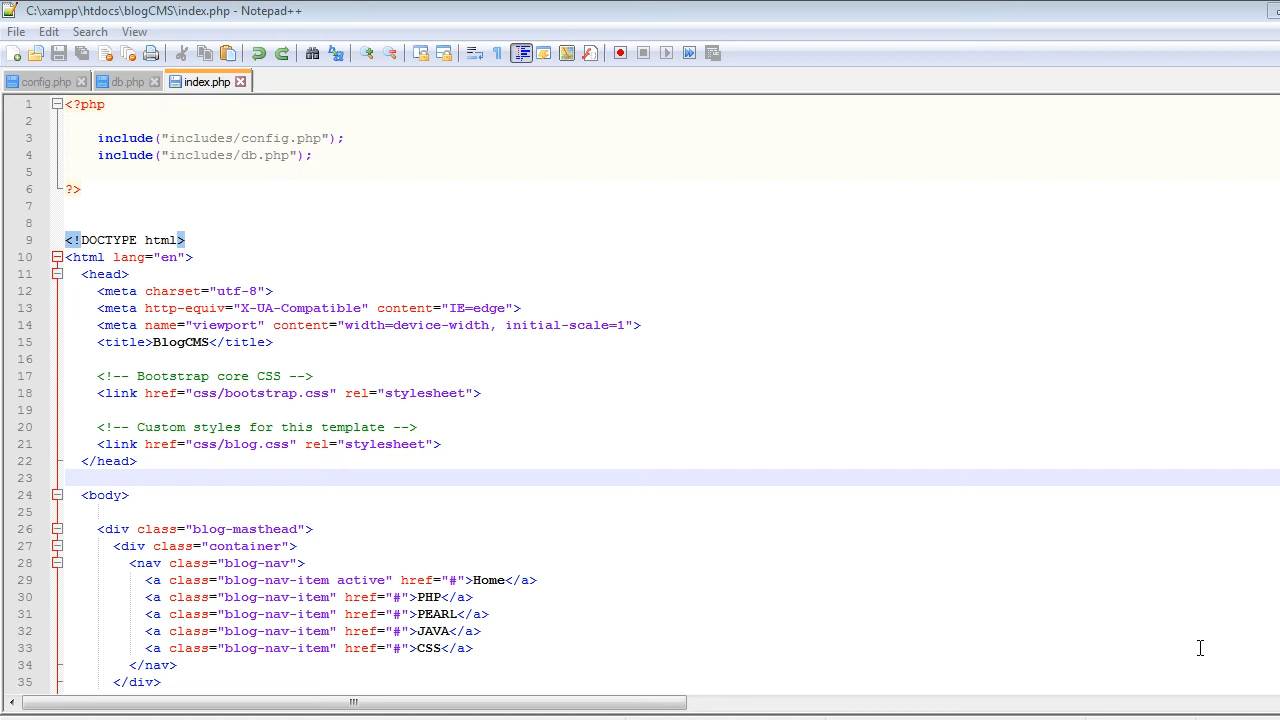 C:\xampp\htdocs\blogCMS\index.php - Notepad++
File Edit Search View
config.php db.php index.php
1 <?php
2
3 include("includes/config.php");
4 include("includes/db.php");
5
6 ?>
7
8
9 <!DOCTYPE html>
10 <html lang="en">
11 <head>
12 <meta charset="utf-8">
13 <meta http-equiv="X-UA-Compatible" content="IE=edge">
14 <meta name="viewport" content="width=device-width, initial-scale=1">
15 <title>BlogCMS</title>
16
17 <!-- Bootstrap core CSS -->
18 <link href="css/bootstrap.css" rel="stylesheet">
19
20 <!-- Custom styles for this template -->
21 <link href="css/blog.css" rel="stylesheet">
22 </head>
23
24 <body>
25
26 <div class="blog-masthead">
27 <div class="container">
28 <nav class="blog-nav">
29 <a class="blog-nav-item active" href="#">Home</a>
30 <a class="blog-nav-item" href="#">PHP</a>
31 <a class="blog-nav-item" href="#">PEARL</a>
32 <a class="blog-nav-item" href="#">JAVA</a>
33 <a class="blog-nav-item" href="#">CSS</a>
34 </nav>
35 </div>